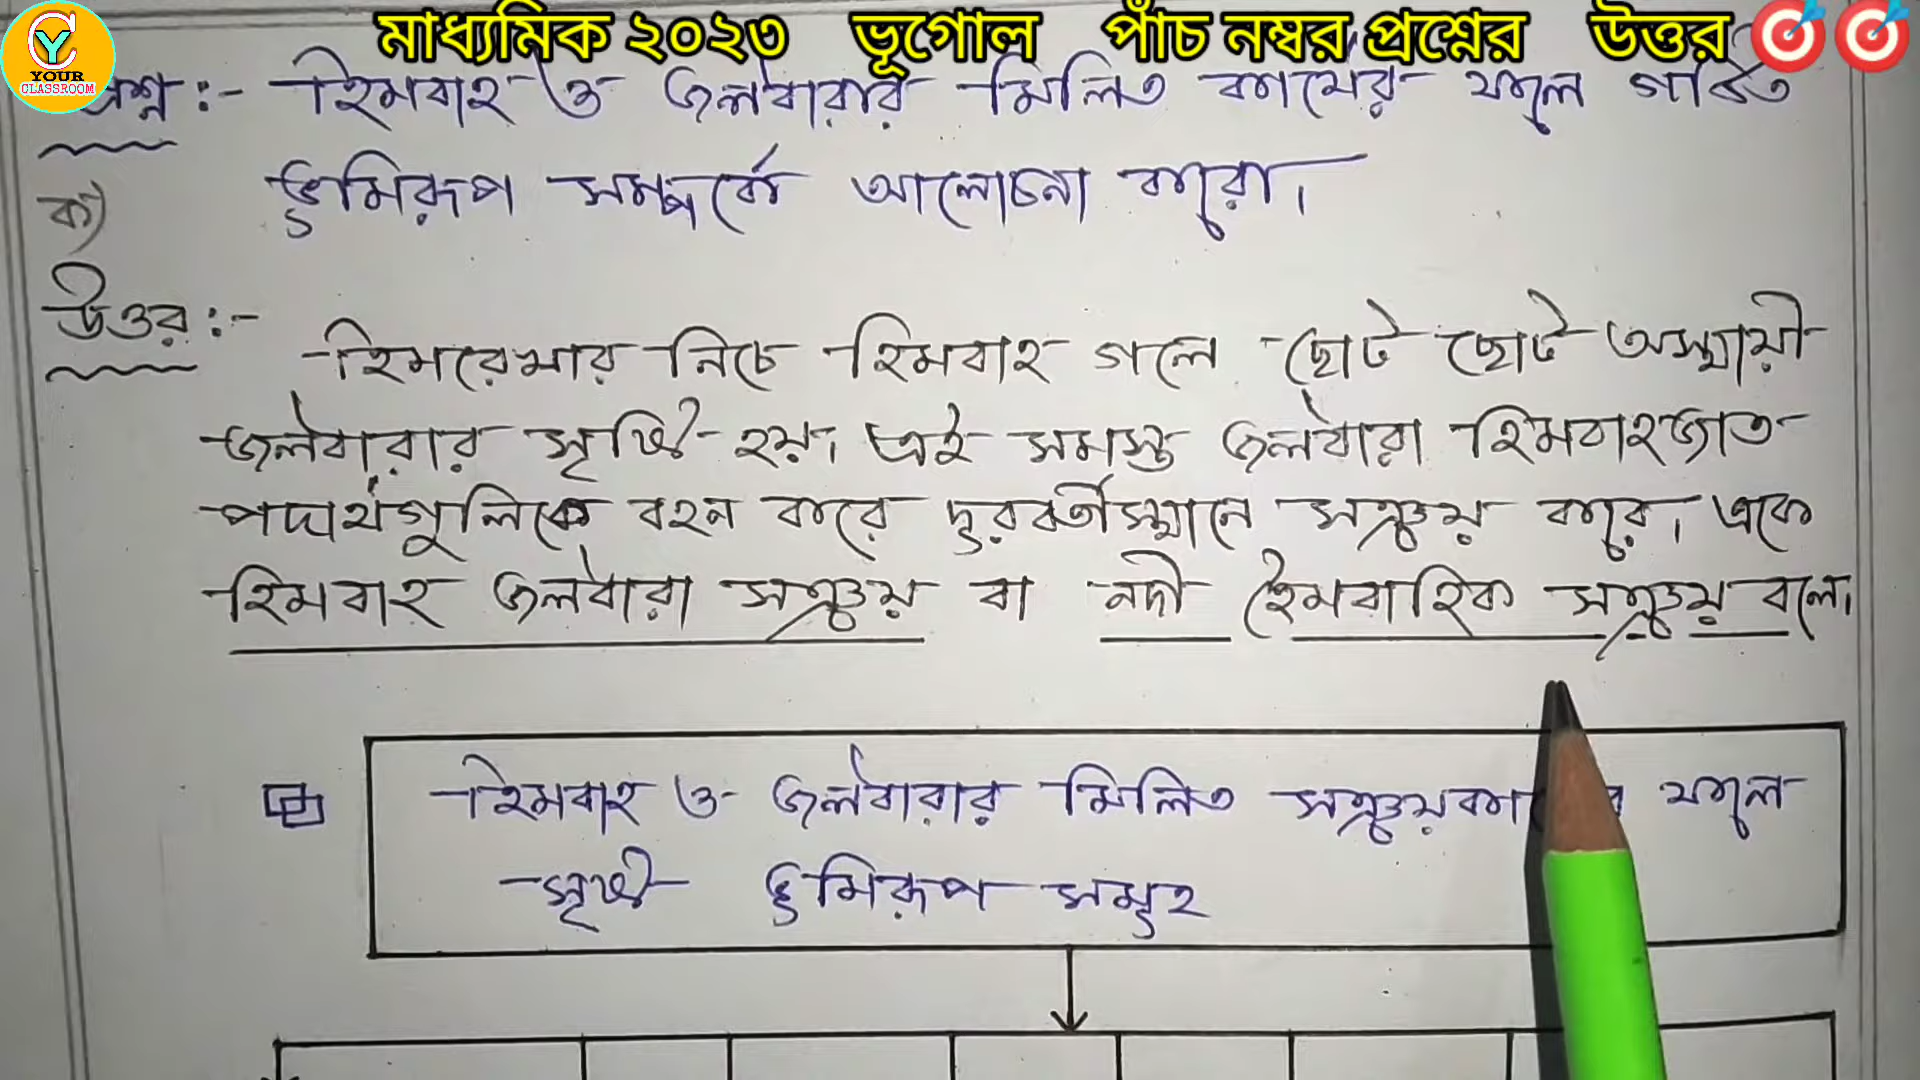 মাধ্যমিক ২০২৩ ভূগোল পাঁচ নম্বর প্রশ্নের উত্তর
CY
YOUR
CLASSROOM
প্রশ্ন :- হিমবাহ ও জলধারার মিলিত কার্যের ফলে গঠিত
ক)
ভূমিরূপ সম্পর্কে আলোচনা করো।
উত্তর :-
হিমরেখার নিচে হিমবাহ গলে ছোট ছোট অস্থায়ী
জলধারার সৃষ্টি হয়। এই সমস্ত জলধারা হিমবাহজাত
পদার্থগুলিকে বহন করে দূরবর্তীস্থানে সঞ্চয় করে। একে
হিমবাহ জলধারা সঞ্চয় বা নদী হৈমবাহিক সঞ্চয় বলে।
হিমবাহ ও জলধারার মিলিত ফলে
সৃষ্ট ভূমিরূপ সমূহ